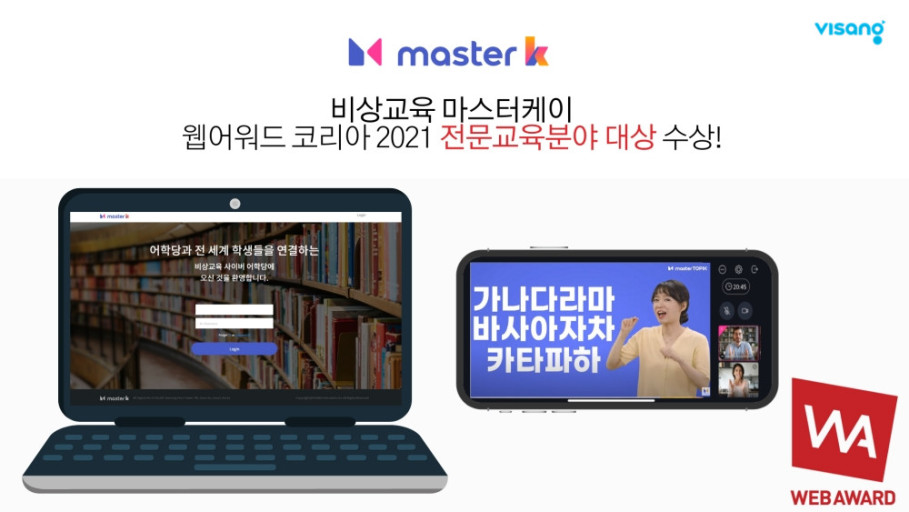 visang
master k
비상교육 마스터케이
웹어워드 코리아 2021 전문교육분야 대상 수상!
master k
Login
어학당과 전 세계 학생들을 연결하는
비상교육 사이버 어학당에
오신 것을 환영합니다.
Login
master k
master TOPIK
20:45
가나다라마
바사아자차
카타파하
WA
WEB AWARD